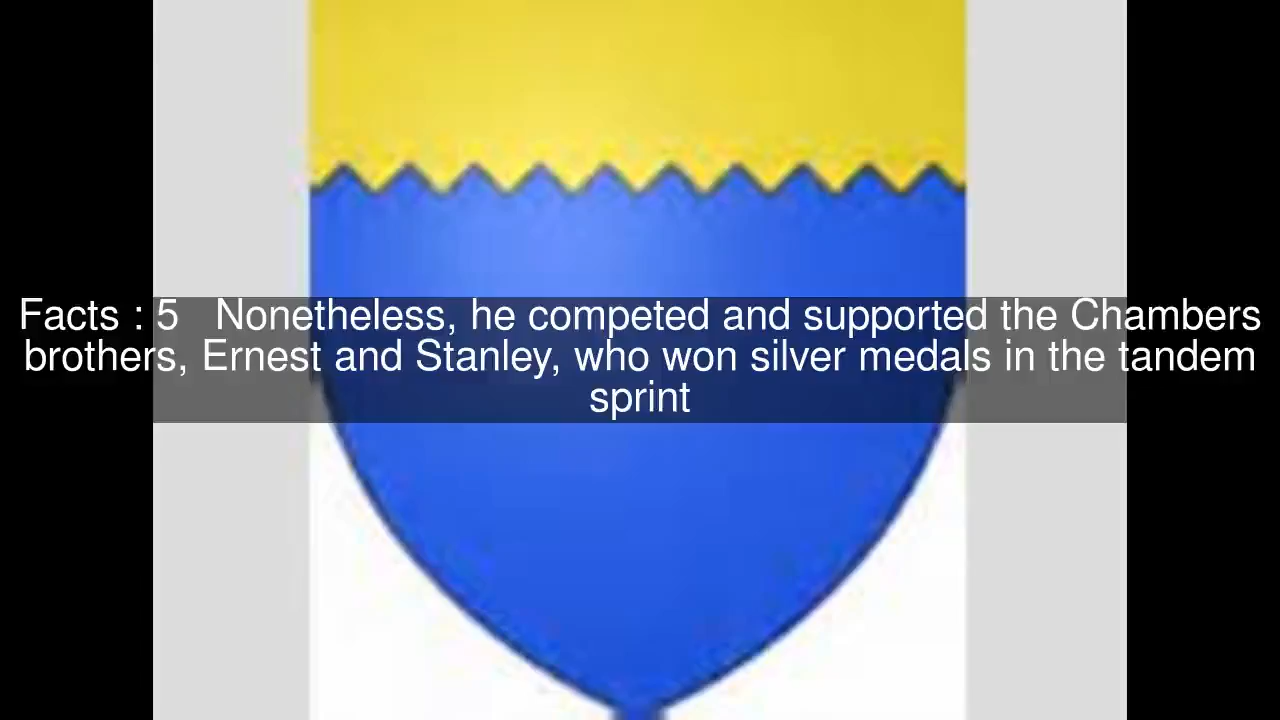 Facts : 5   Nonetheless, he competed and supported the Chambers
brothers, Ernest and Stanley, who won silver medals in the tandem
sprint